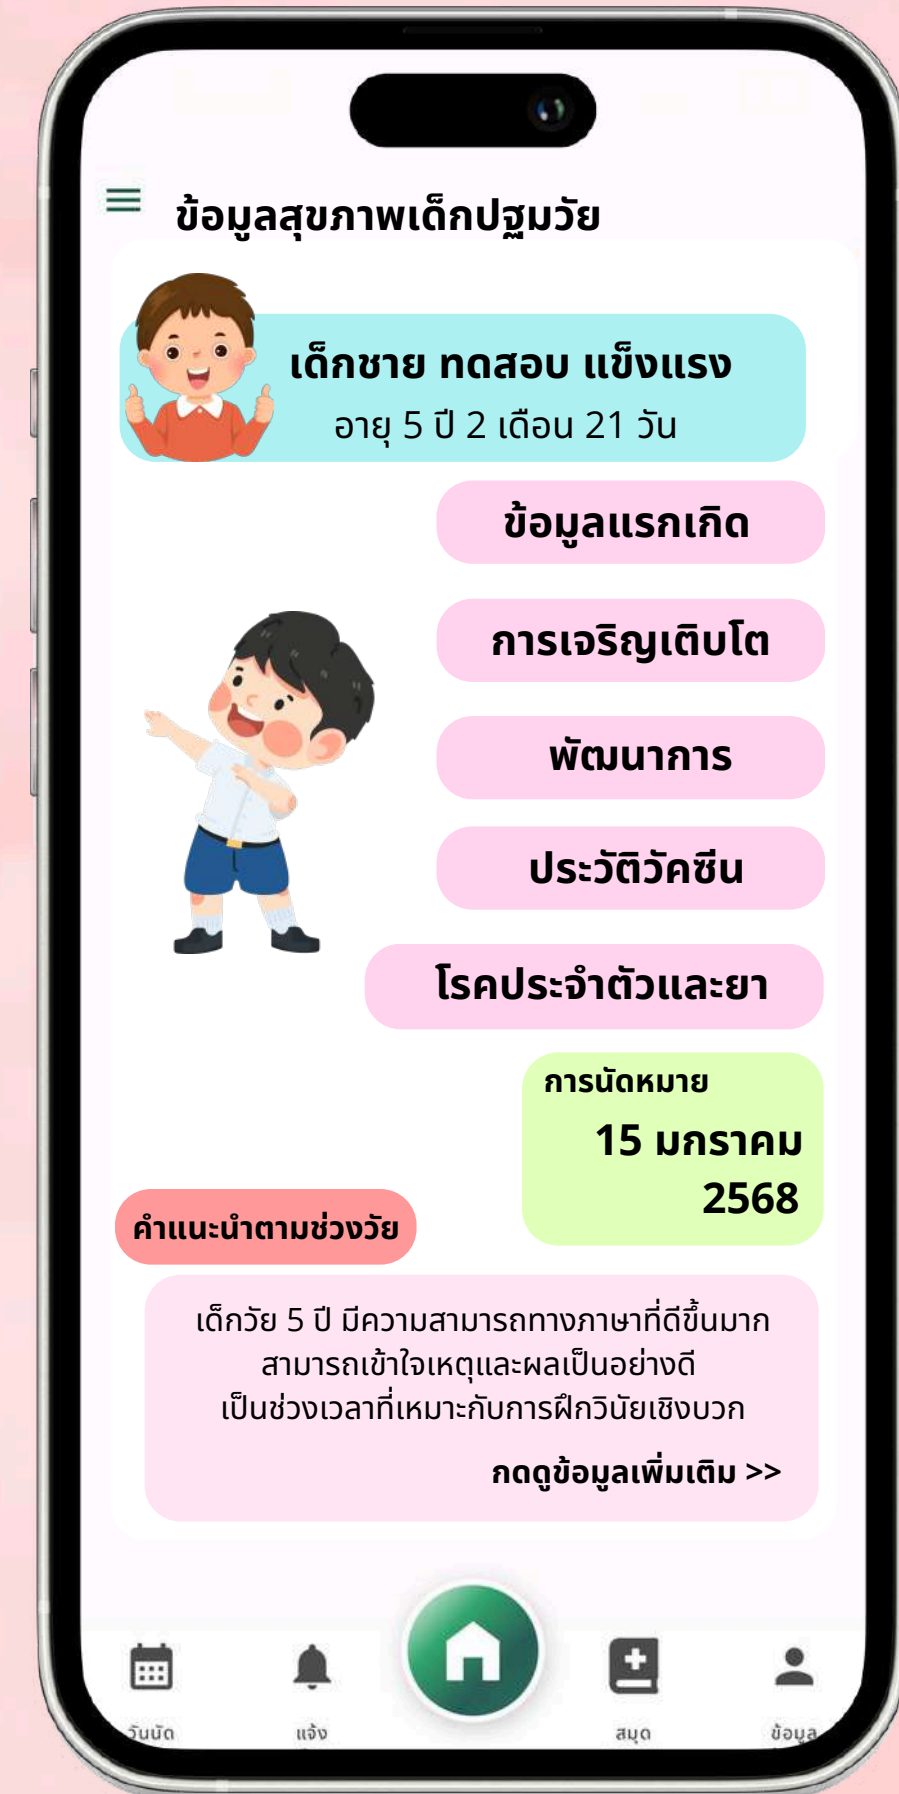 ข้อมูลสุขภาพเด็กปฐมวัย
เด็กชาย ทดสอบ แข็งแรง
อายุ 5 ปี 2 เดือน 21 วัน
ข้อมูลแรกเกิด
การเจริญเติบโต
พัฒนาการ
ประวัติวัคซีน
โรคประจำตัวและยา
การนัดหมาย
15 มกราคม
2568
คำแนะนำตามช่วงวัย
เด็กวัย 5 ปี มีความสามารถทางภาษาที่ดีขึ้นมาก
สามารถเข้าใจเหตุและผลเป็นอย่างดี
เป็นช่วงเวลาที่เหมาะกับการฝึกวินัยเชิงบวก
กดดูข้อมูลเพิ่มเติม >>
วันนัด แจ้ง สมุด ข้อมูล